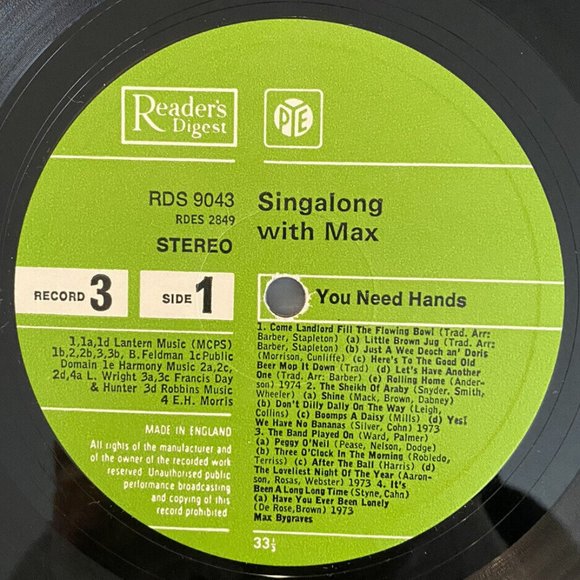 Reader's
Digest
PYE
RDS 9043
RDES 2849
STEREO
Singalong
with Max
RECORD 3
SIDE 1
You Need Hands
1,1a,1d Lantern Music (MCPS)
1b,2,2b,3,3b, B. Feldman 1c Public
Domain 1e Harmony Music 2a,2c,
2d,4a L. Wright 3a,3c Francis Day
& Hunter 3d Robbins Music
4 E.H. Morris
MADE IN ENGLAND
All rights of the manufacturer and
of the owner of the recorded work
reserved. Unauthorised public
performance broadcasting
and copying of this
record prohibited
1. Come Landlord Fill The Flowing Bowl (Trad. Arr:
Barber, Stapleton) (a) Little Brown Jug (Trad. Arr:
Barber, Stapleton) (b) Just A Wee Deoch an' Doris
(Morrison, Cunliffe) (c) Here's To The Good Old
Beer Mop It Down (Trad) (d) Let's Have Another
One (Trad. Arr: Barber) (e) Rolling Home (Ander-
son) 1974 2. The Sheikh Of Araby (Snyder, Smith,
Wheeler) (a) Shine (Mack, Brown, Dabney)
(b) Don't Dilly Dally On The Way (Leigh,
Collins) (c) Boomps A Daisy (Mills) (d) Yes!
We Have No Bananas (Silver, Cohn) 1973
3. The Band Played On (Ward, Palmer)
(a) Peggy O'Neil (Pease, Nelson, Dodge)
(b) Three O'Clock In The Morning (Robledo,
Terriss) (c) After The Ball (Harris) (d)
The Loveliest Night Of The Year (Aaron-
son, Rosas, Webster) 1973 4. It's
Been A Long Long Time (Styne, Cahn)
(a) Have You Ever Been Lonely
(De Rose, Brown) 1973
Max Bygraves
33⅓